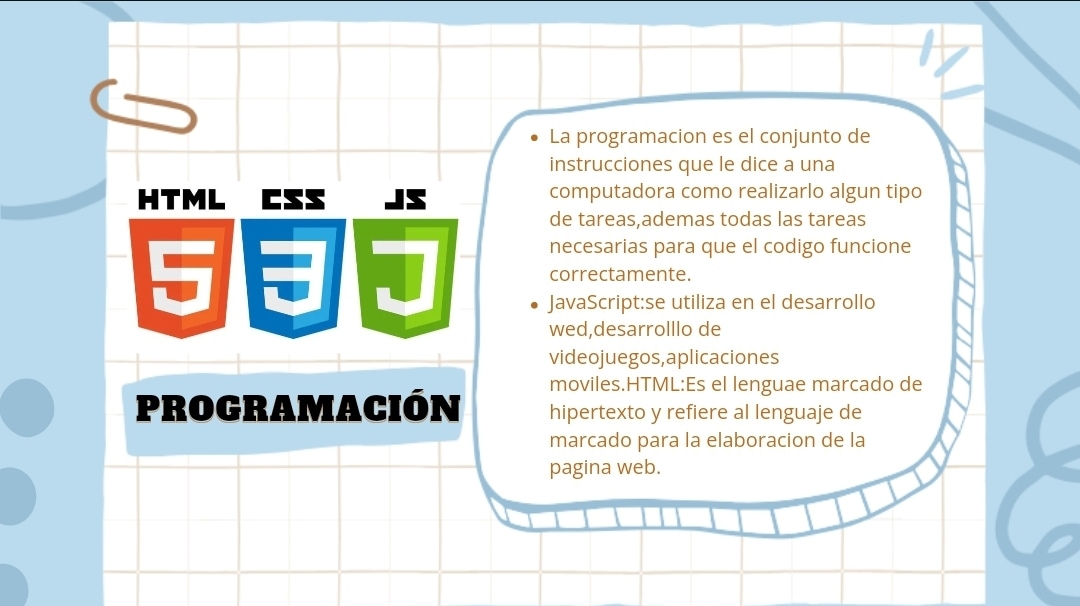 HTML CSS JS
5 3 J
PROGRAMACIÓN
La programacion es el conjunto de
instrucciones que le dice a una
computadora como realizarlo algun tipo
de tareas,ademas todas las tareas
necesarias para que el codigo funcione
correctamente.
JavaScript:se utiliza en el desarrollo
wed,desarrolllo de
videojuegos,aplicaciones
moviles.HTML:Es el lenguae marcado de
hipertexto y refiere al lenguaje de
marcado para la elaboracion de la
pagina web.